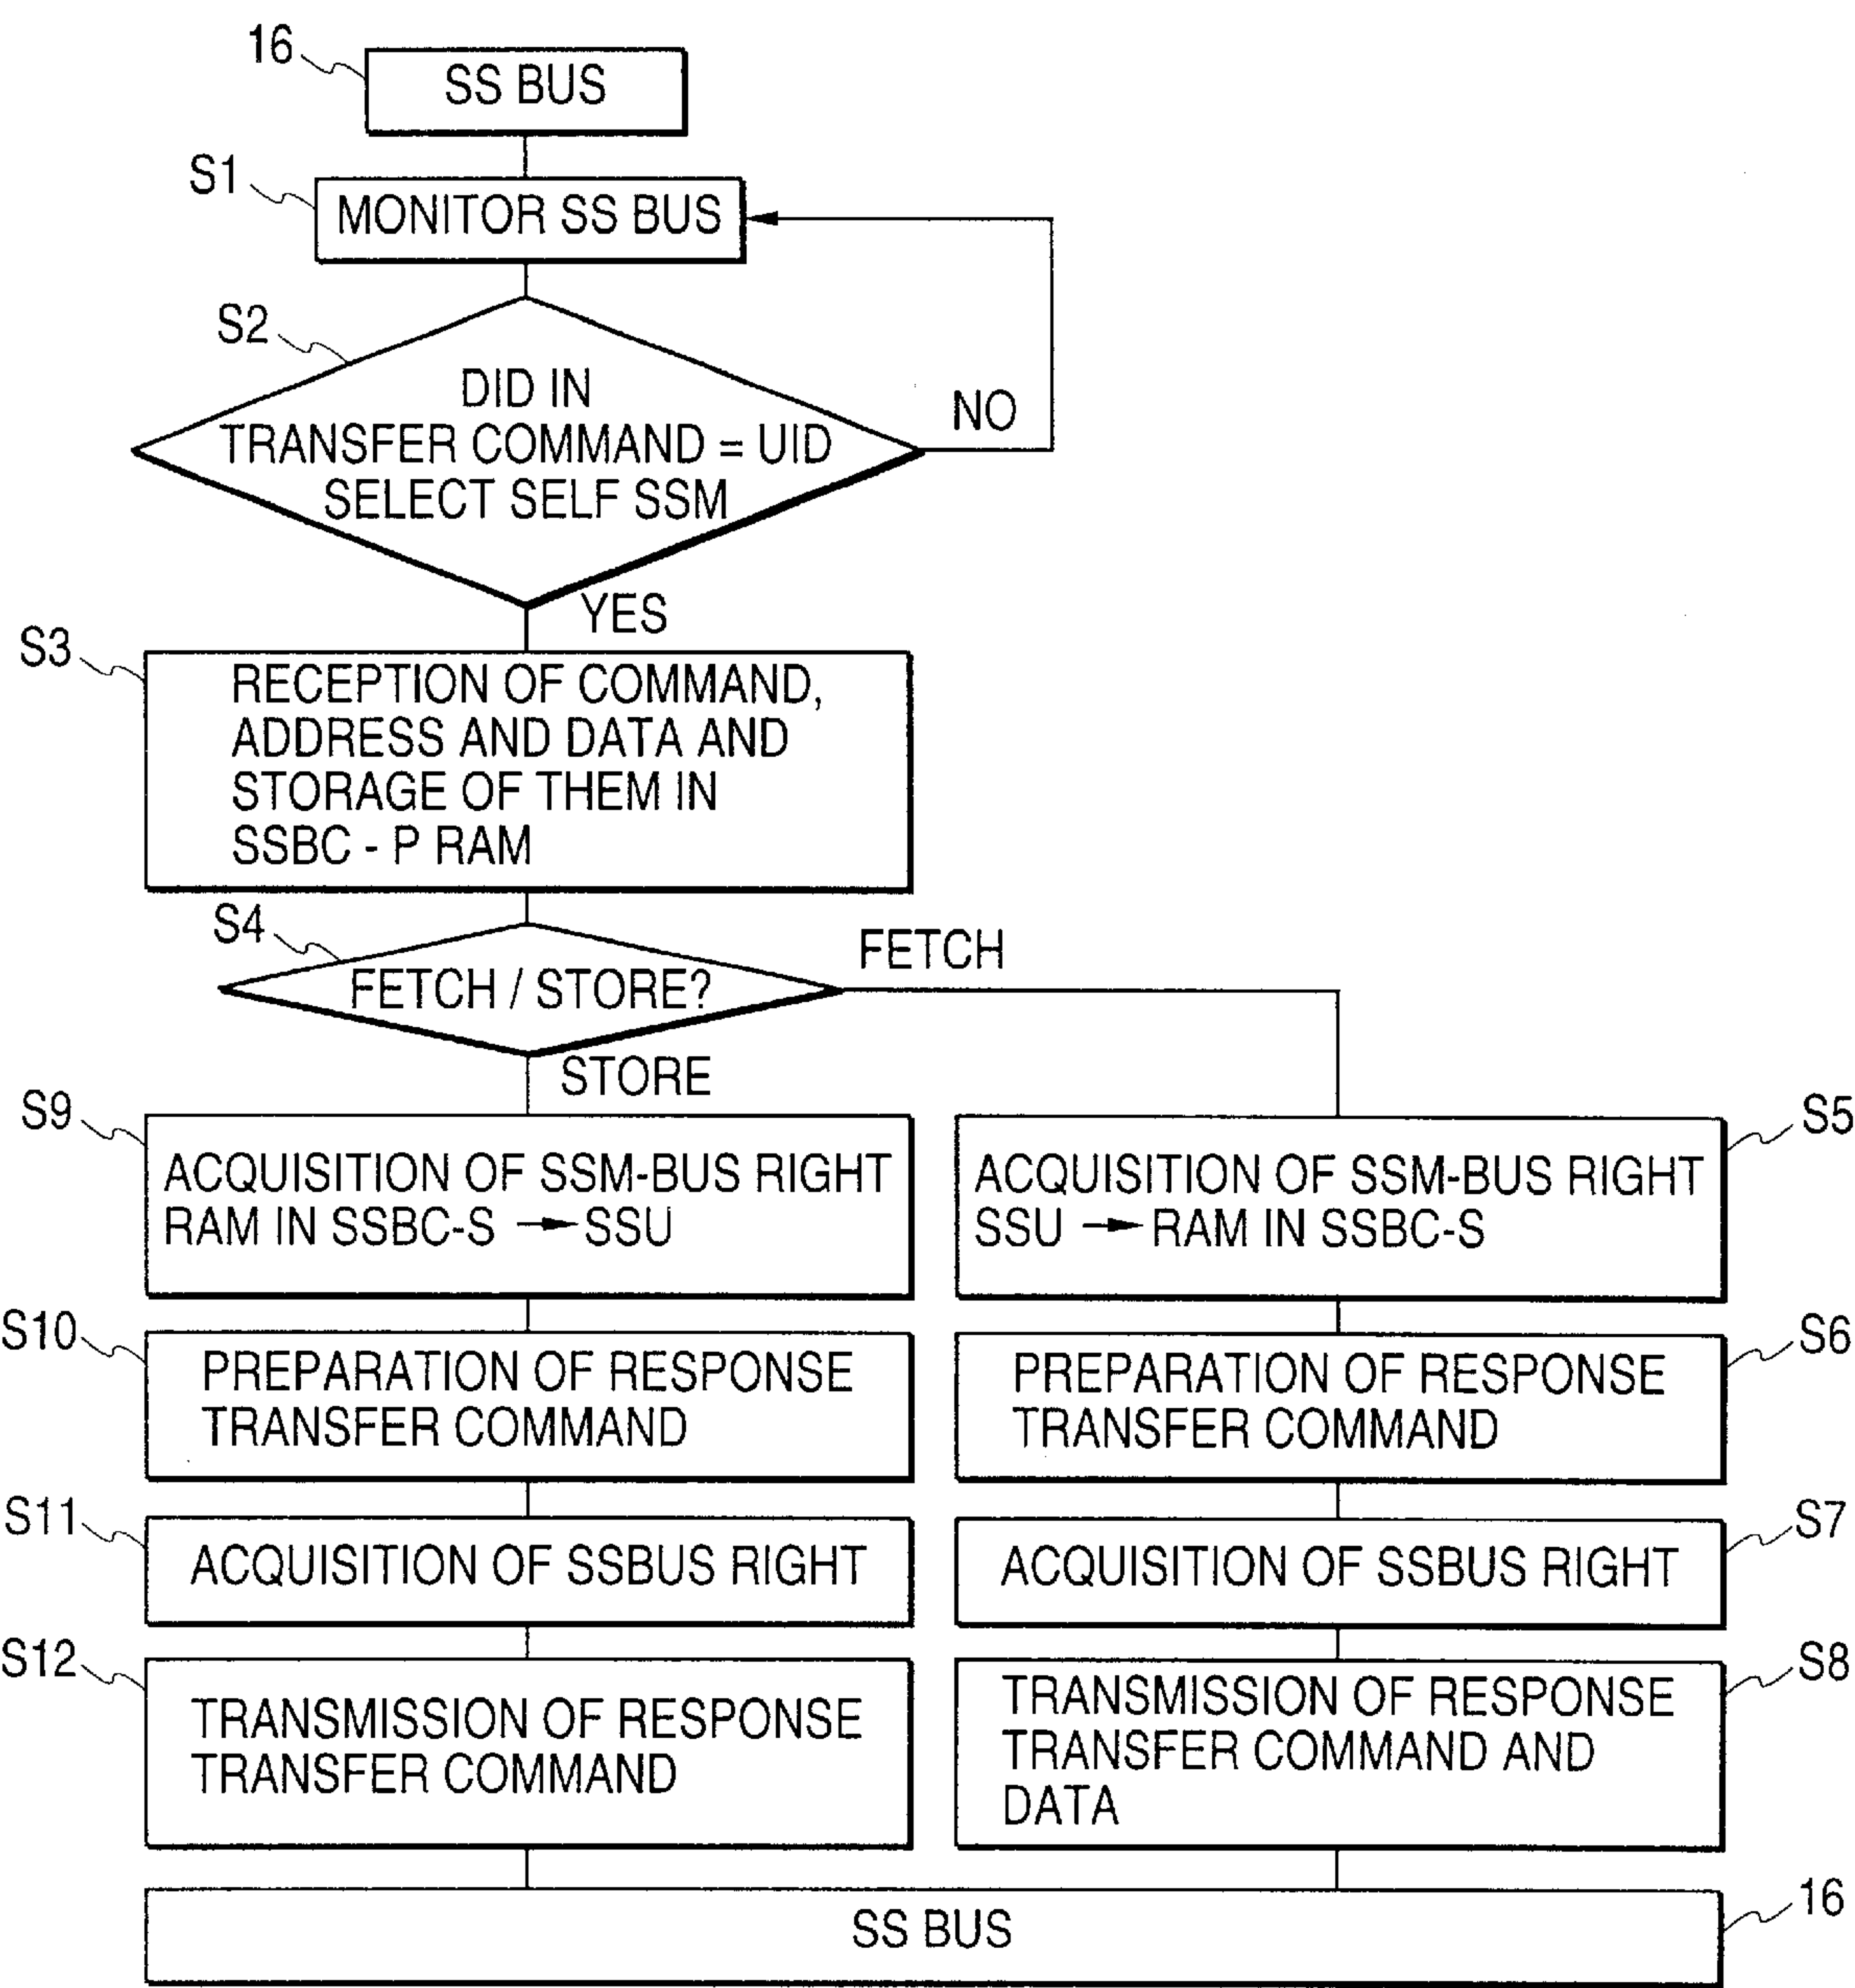 16
SS BUS
S1
MONITOR SS BUS
S2
DID IN
TRANSFER COMMAND = UID
SELECT SELF SSM
NO
YES
S3
RECEPTION OF COMMAND,
ADDRESS AND DATA AND
STORAGE OF THEM IN
SSBC - P RAM
S4
FETCH / STORE?
FETCH
STORE
S9
ACQUISITION OF SSM-BUS RIGHT
RAM IN SSBC-S → SSU
S10
PREPARATION OF RESPONSE
TRANSFER COMMAND
S11
ACQUISITION OF SSBUS RIGHT
S12
TRANSMISSION OF RESPONSE
TRANSFER COMMAND
S5
ACQUISITION OF SSM-BUS RIGHT
SSU → RAM IN SSBC-S
S6
PREPARATION OF RESPONSE
TRANSFER COMMAND
S7
ACQUISITION OF SSBUS RIGHT
S8
TRANSMISSION OF RESPONSE
TRANSFER COMMAND AND
DATA
SS BUS
16